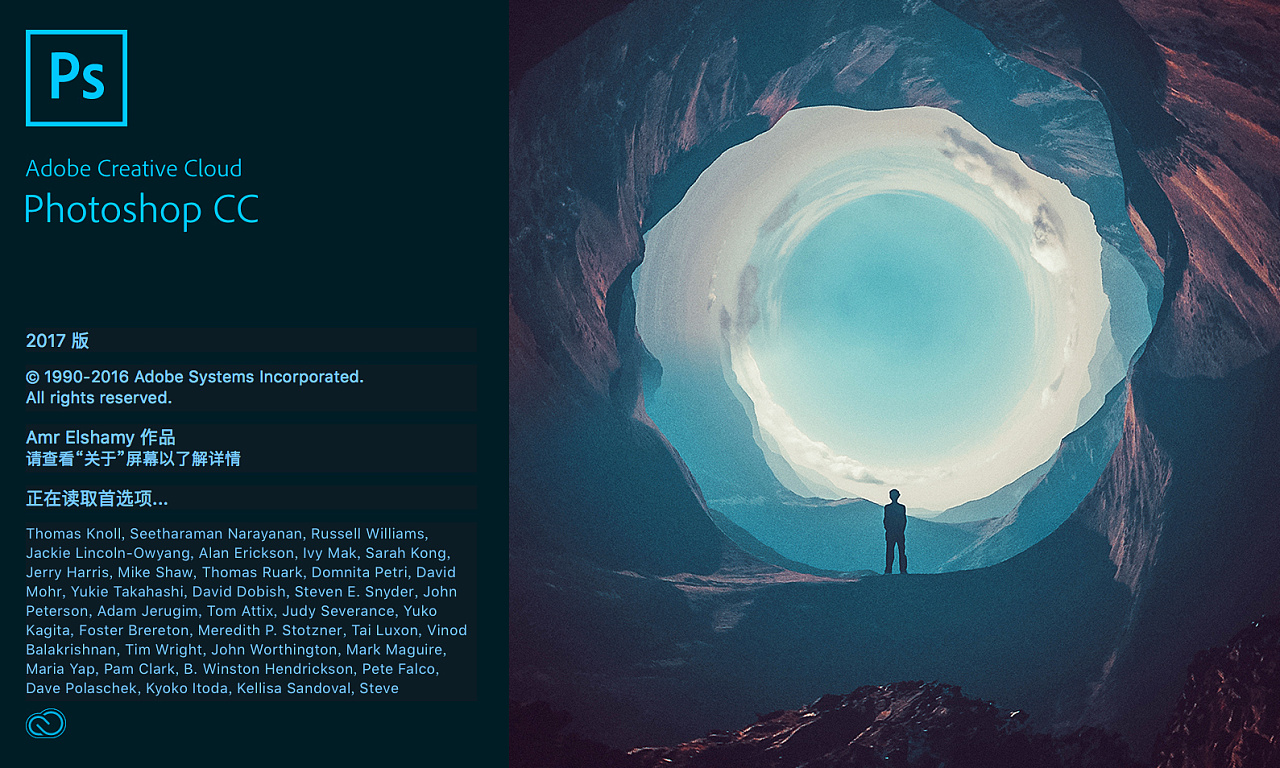 Ps
Adobe Creative Cloud
Photoshop CC
2017 版
© 1990-2016 Adobe Systems Incorporated.
All rights reserved.
Amr Elshamy 作品
请查看“关于”屏幕以了解详情
正在读取首选项...
Thomas Knoll, Seetharaman Narayanan, Russell Williams,
Jackie Lincoln-Owyang, Alan Erickson, Ivy Mak, Sarah Kong,
Jerry Harris, Mike Shaw, Thomas Ruark, Domnita Petri, David
Mohr, Yukie Takahashi, David Dobish, Steven E. Snyder, John
Peterson, Adam Jerugim, Tom Attix, Judy Severance, Yuko
Kagita, Foster Brereton, Meredith P. Stotzner, Tai Luxon, Vinod
Balakrishnan, Tim Wright, John Worthington, Mark Maguire,
Maria Yap, Pam Clark, B. Winston Hendrickson, Pete Falco,
Dave Polaschek, Kyoko Itoda, Kellisa Sandoval, Steve